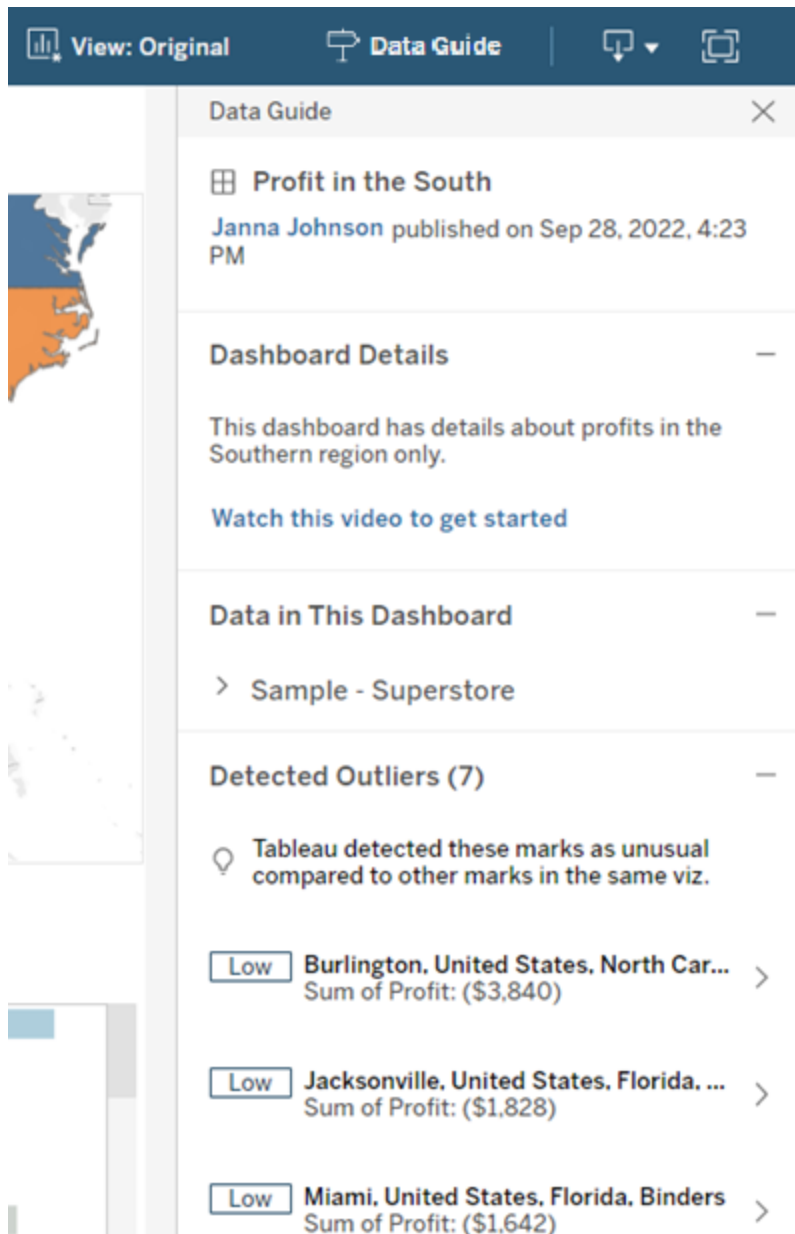 View: Original
Data Guide
Data Guide
Profit in the South
Janna Johnson published on Sep 28, 2022, 4:23
PM
Dashboard Details
This dashboard has details about profits in the
Southern region only.
Watch this video to get started
Data in This Dashboard
Sample - Superstore
Detected Outliers (7)
Tableau detected these marks as unusual
compared to other marks in the same viz.
Low
Burlington, United States, North Car...
Sum of Profit: ($3,840)
Low
Jacksonville, United States, Florida, ...
Sum of Profit: ($1,828)
Low
Miami, United States, Florida, Binders
Sum of Profit: ($1,642)